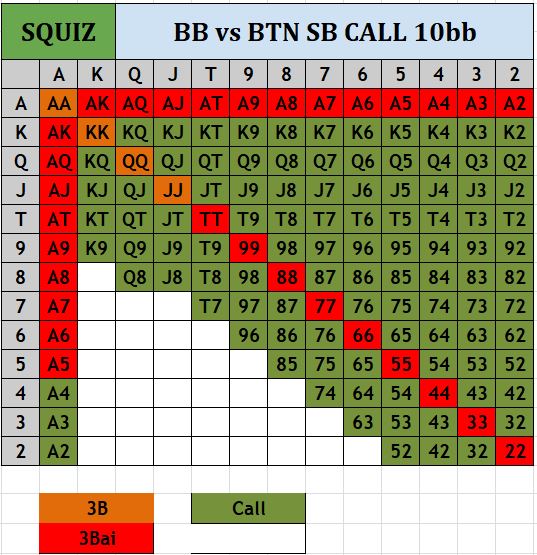 SQUIZ BB vs BTN SB CALL 10bb
A K Q J T 9 8 7 6 5 4 3 2
A AA AK AQ AJ AT A9 A8 A7 A6 A5 A4 A3 A2
K AK KK KQ KJ KT K9 K8 K7 K6 K5 K4 K3 K2
Q AQ KQ QQ QJ QT Q9 Q8 Q7 Q6 Q5 Q4 Q3 Q2
J AJ KJ QJ JJ JT J9 J8 J7 J6 J5 J4 J3 J2
T AT KT QT JT TT T9 T8 T7 T6 T5 T4 T3 T2
9 A9 K9 Q9 J9 T9 99 98 97 96 95 94 93 92
8 A8 Q8 J8 T8 98 88 87 86 85 84 83 82
7 A7 T7 97 87 77 76 75 74 73 72
6 A6 96 86 76 66 65 64 63 62
5 A5 85 75 65 55 54 53 52
4 A4 74 64 54 44 43 42
3 A3 63 53 43 33 32
2 A2 52 42 32 22
3B Call
3Bai